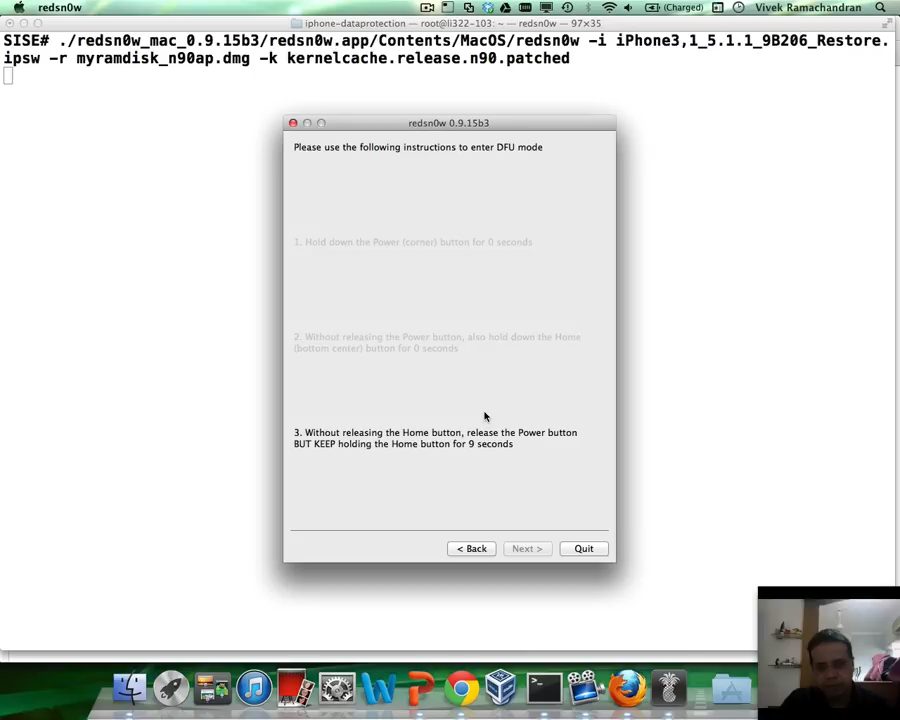 redsn0w
(Charged)
Vivek Ramachandran
iphone-dataprotection — root@li322-103: — redsn0w — 97×35
SISE# ./redsn0w_mac_0.9.15b3/redsn0w.app/Contents/MacOS/redsn0w -i iPhone3,1_5.1.1_9B206_Restore.
ipsw -r myramdisk_n90ap.dmg -k kernelcache.release.n90.patched
redsn0w 0.9.15b3
Please use the following instructions to enter DFU mode
1. Hold down the Power (corner) button for 0 seconds
2. Without releasing the Power button, also hold down the Home
(bottom center) button for 0 seconds
3. Without releasing the Home button, release the Power button
BUT KEEP holding the Home button for 9 seconds
< Back
Next >
Quit